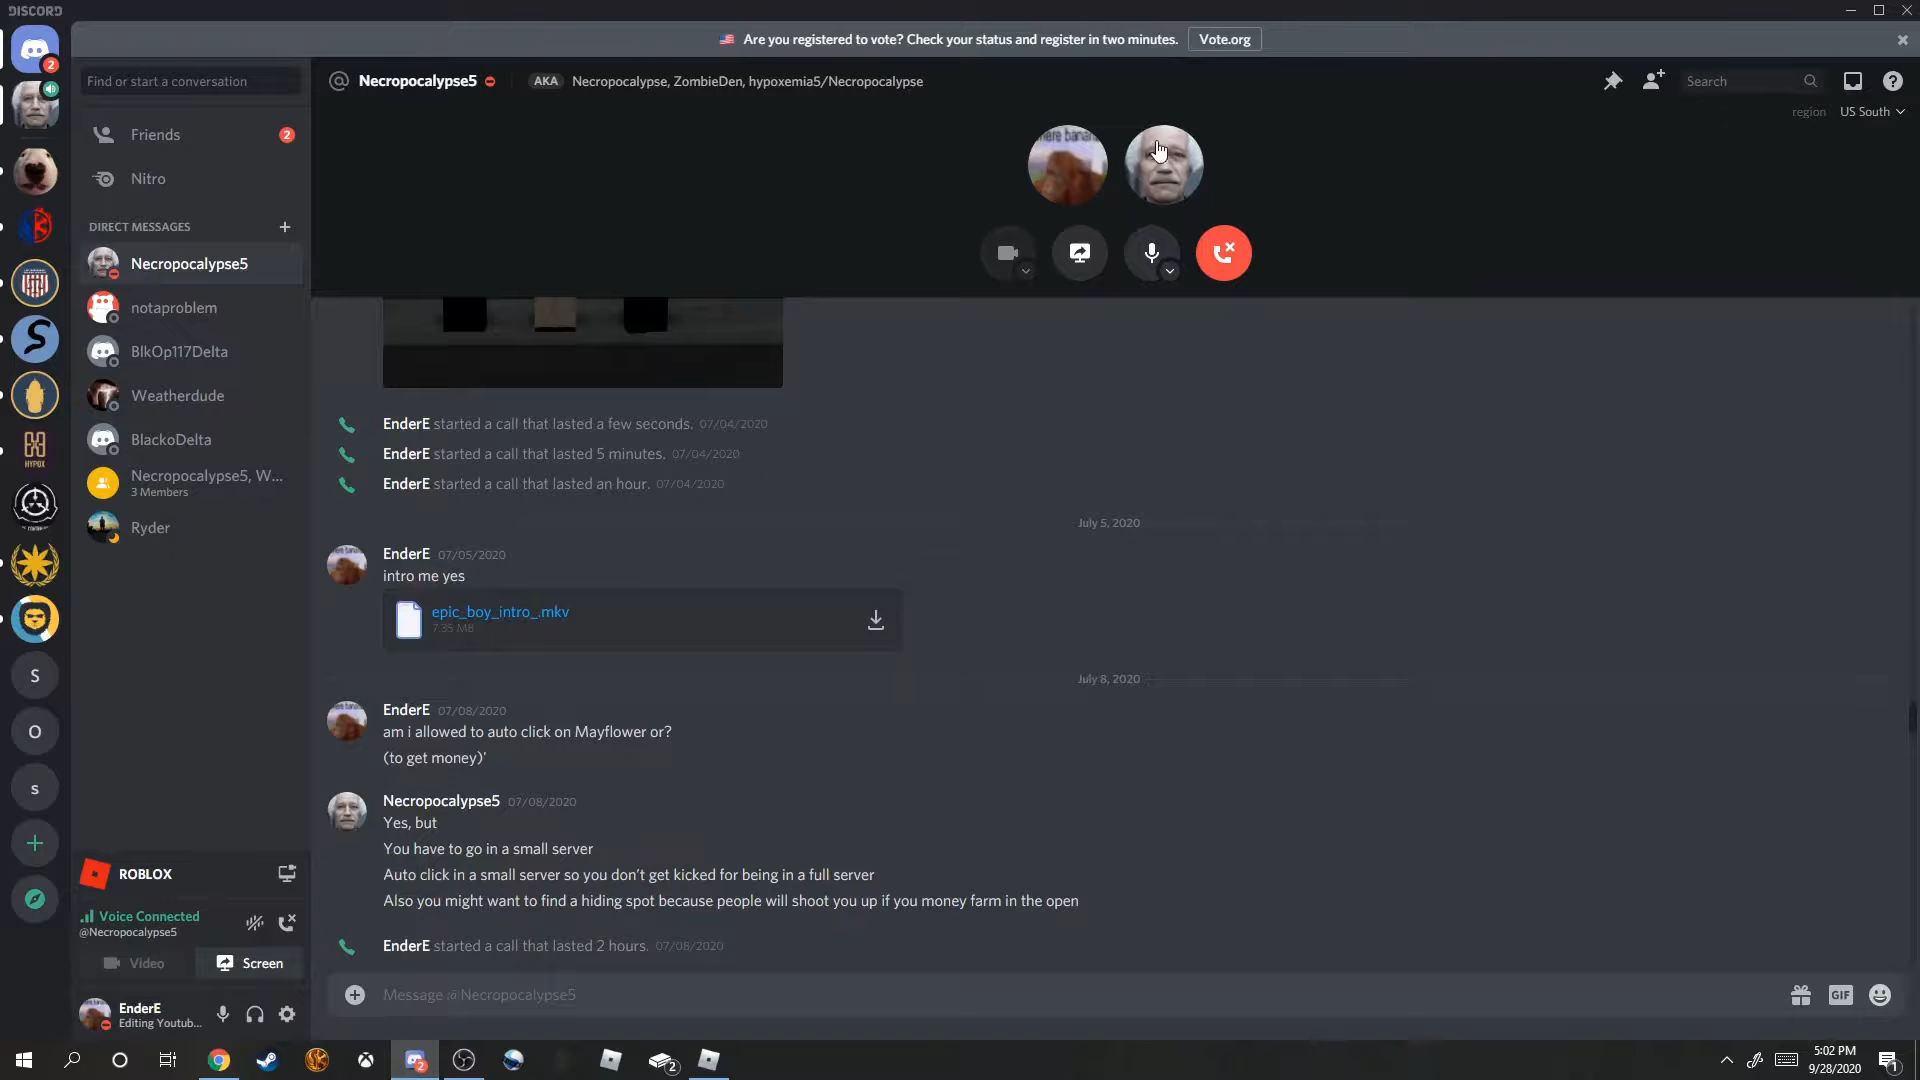 DISCORD
Are you registered to vote? Check your status and register in two minutes.
Vote.org
2
Find or start a conversation
Necropocalypse5
AKA
Necropocalypse, ZombieDen, hypoxemia5/Necropocalypse
Search
region
US South
Friends
2
Nitro
DIRECT MESSAGES
Necropocalypse5
notaproblem
BlkOp117Delta
Weatherdude
BlackoDelta
Necropocalypse5, W...
3 Members
Ryder
HYPOX
S
O
s
EnderE started a call that lasted a few seconds. 07/04/2020
EnderE started a call that lasted 5 minutes. 07/04/2020
EnderE started a call that lasted an hour. 07/04/2020
July 5, 2020
EnderE 07/05/2020
intro me yes
epic_boy_intro_.mkv
7.35 MB
July 8, 2020
EnderE 07/08/2020
am i allowed to auto click on Mayflower or?
(to get money)'
Necropocalypse5 07/08/2020
Yes, but
You have to go in a small server
Auto click in a small server so you don't get kicked for being in a full server
Also you might want to find a hiding spot because people will shoot you up if you money farm in the open
EnderE started a call that lasted 2 hours. 07/08/2020
Message @Necropocalypse5
GIF
ROBLOX
Voice Connected
@Necropocalypse5
Video
Screen
EnderE
Editing Youtub...
2
2
5:02 PM
9/28/2020
1